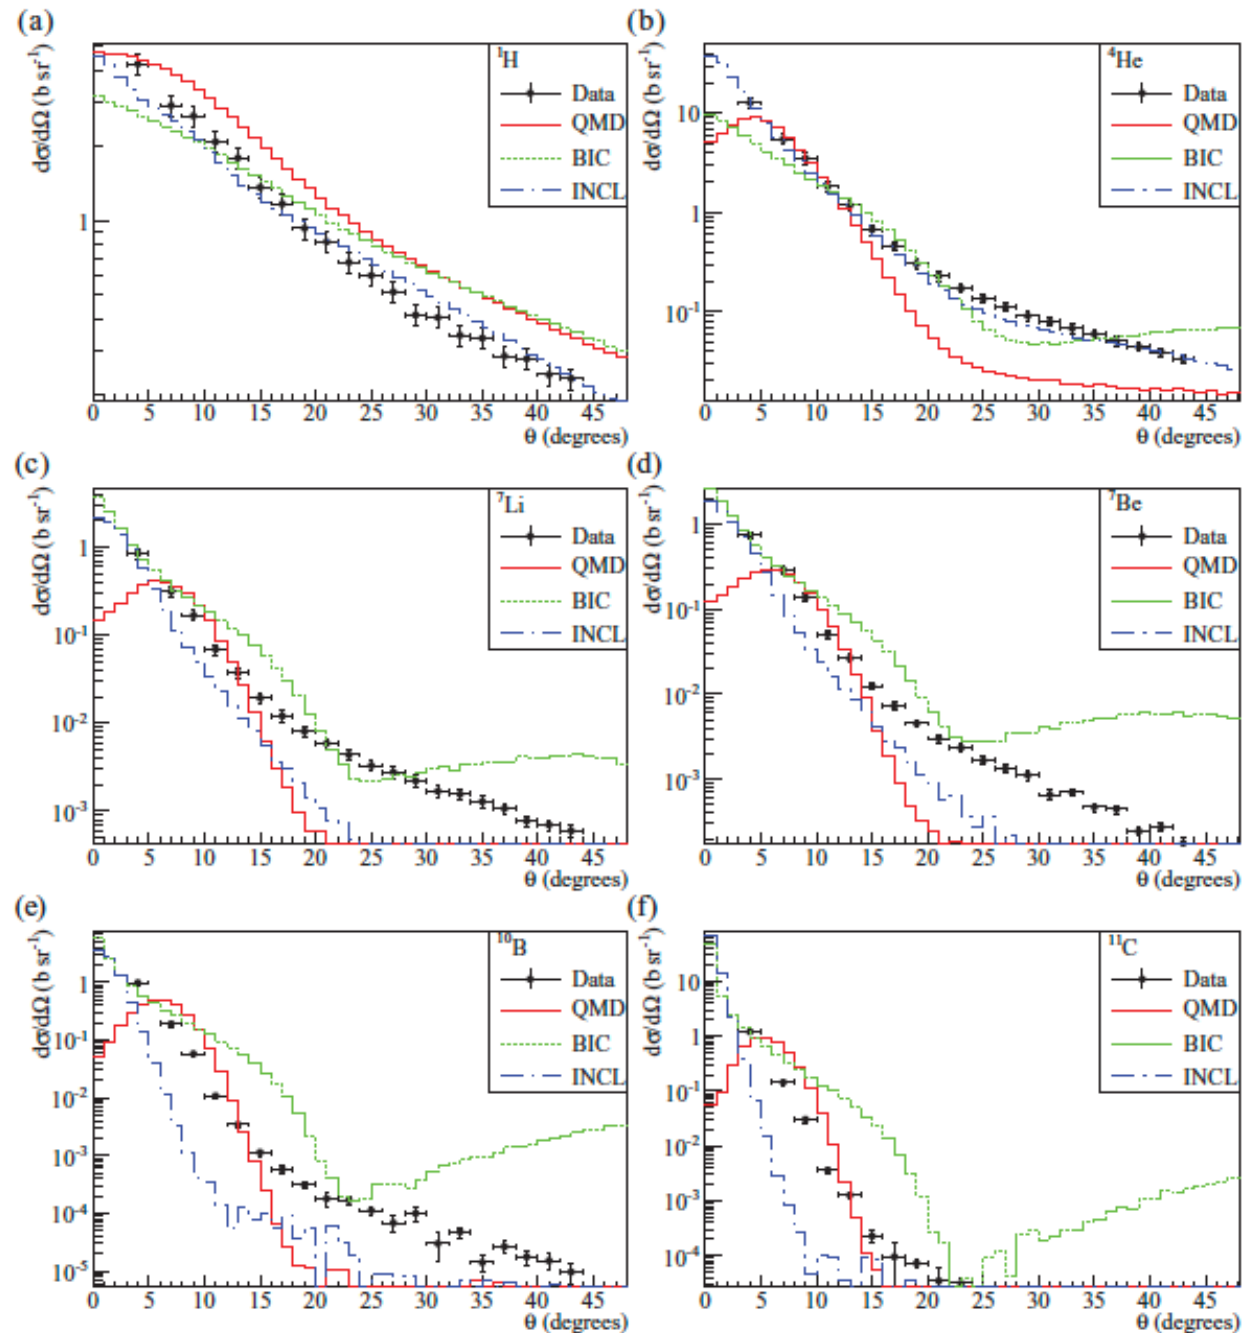 (a)
dσ/dΩ (b sr⁻¹)
¹H
Data
QMD
BIC
INCL
1
0 5 10 15 20 25 30 35 40 45
θ (degrees)
(b)
dσ/dΩ (b sr⁻¹)
⁴He
Data
QMD
BIC
INCL
10
1
10⁻¹
0 5 10 15 20 25 30 35 40 45
θ (degrees)
(c)
dσ/dΩ (b sr⁻¹)
⁷Li
Data
QMD
BIC
INCL
1
10⁻¹
10⁻²
10⁻³
0 5 10 15 20 25 30 35 40 45
θ (degrees)
(d)
dσ/dΩ (b sr⁻¹)
⁷Be
Data
QMD
BIC
INCL
1
10⁻¹
10⁻²
10⁻³
0 5 10 15 20 25 30 35 40 45
θ (degrees)
(e)
dσ/dΩ (b sr⁻¹)
¹⁰B
Data
QMD
BIC
INCL
1
10⁻¹
10⁻²
10⁻³
10⁻⁴
10⁻⁵
0 5 10 15 20 25 30 35 40 45
θ (degrees)
(f)
dσ/dΩ (b sr⁻¹)
¹¹C
Data
QMD
BIC
INCL
10
1
10⁻¹
10⁻²
10⁻³
10⁻⁴
0 5 10 15 20 25 30 35 40 45
θ (degrees)